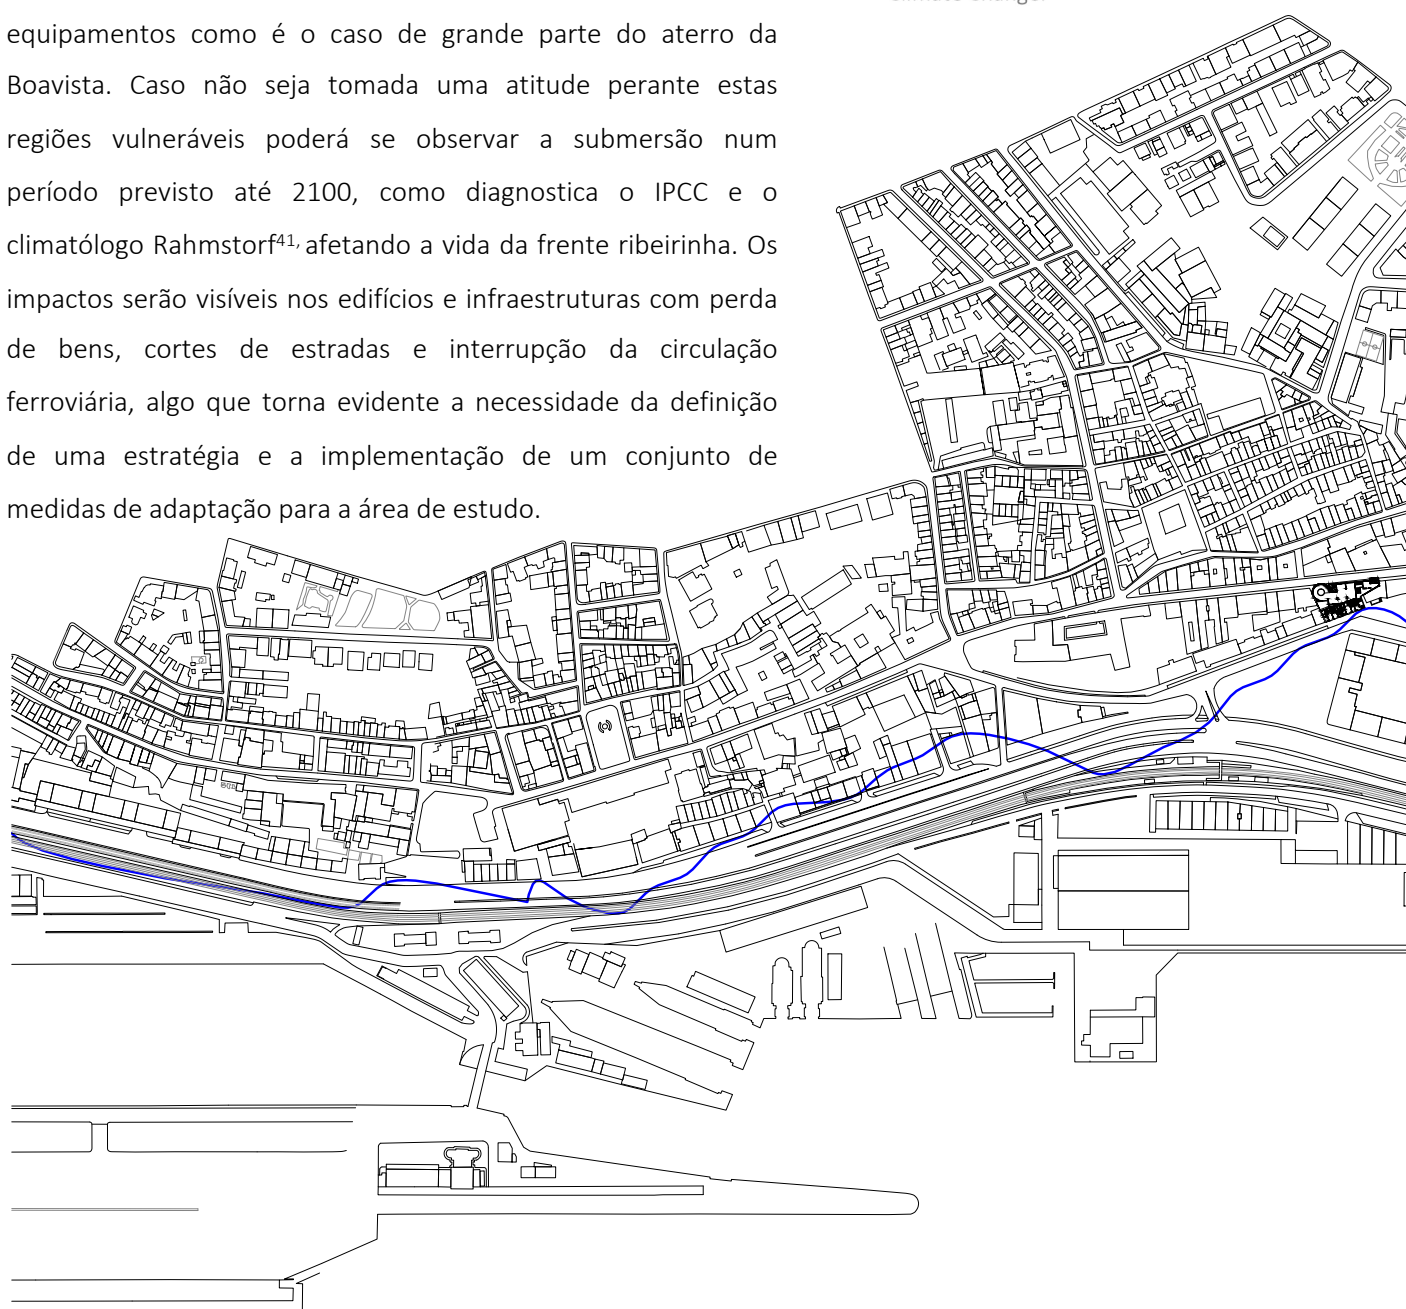 climate change.
equipamentos como é o caso de grande parte do aterro da
Boavista. Caso não seja tomada uma atitude perante estas
regiões vulneráveis poderá se observar a submersão num
período previsto até 2100, como diagnostica o IPCC e o
climatólogo Rahmstorf41, afetando a vida da frente ribeirinha. Os
impactos serão visíveis nos edifícios e infraestruturas com perda
de bens, cortes de estradas e interrupção da circulação
ferroviária, algo que torna evidente a necessidade da definição
de uma estratégia e a implementação de um conjunto de
medidas de adaptação para a área de estudo.